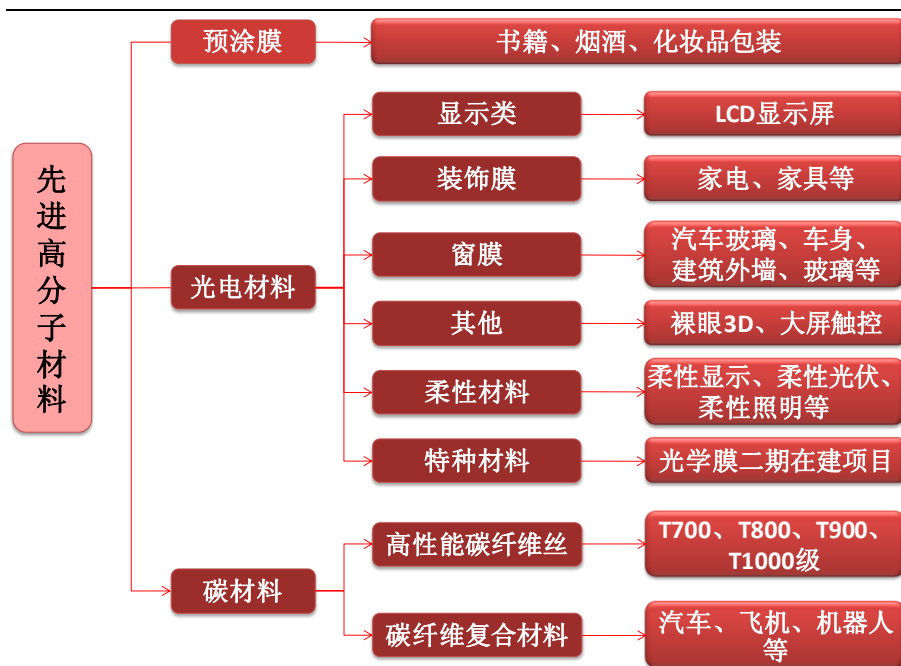 先进高分子材料
预涂膜
书籍、烟酒、化妆品包装
光电材料
显示类
LCD显示屏
装饰膜
家电、家具等
窗膜
汽车玻璃、车身、
建筑外墙、玻璃等
其他
裸眼3D、大屏触控
柔性材料
柔性显示、柔性光伏、
柔性照明等
特种材料
光学膜二期在建项目
碳材料
高性能碳纤维丝
T700、T800、T900、
T1000级
碳纤维复合材料
汽车、飞机、机器人
等